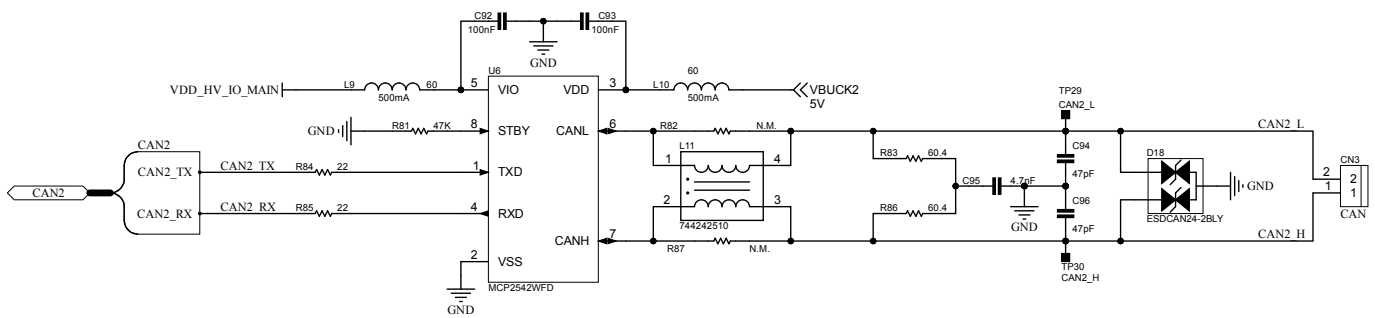 C92
100nF
C93
100nF
GND
VDD_HV_IO_MAIN
L9
60
500mA
5
U6
VIO
VDD
3
L10
60
500mA
VBUCK2
5V
GND
R81
47K
8
STBY
CANL
6
R82
N.M.
TP29
CAN2_L
CAN2_L
CAN2
CAN2
CAN2_TX
CAN2_TX
R84
22
1
TXD
CAN2_RX
CAN2_RX
R85
22
4
RXD
L11
1
4
2
3
744242510
CANH
7
R87
N.M.
2
VSS
GND
MCP2542WFD
R83
60.4
R86
60.4
C95
4.7nF
GND
C94
47pF
C96
47pF
D18
GND
ESDCAN24-2BLY
CAN2_H
TP30
CAN2_H
CN3
2
2
1
1
CAN